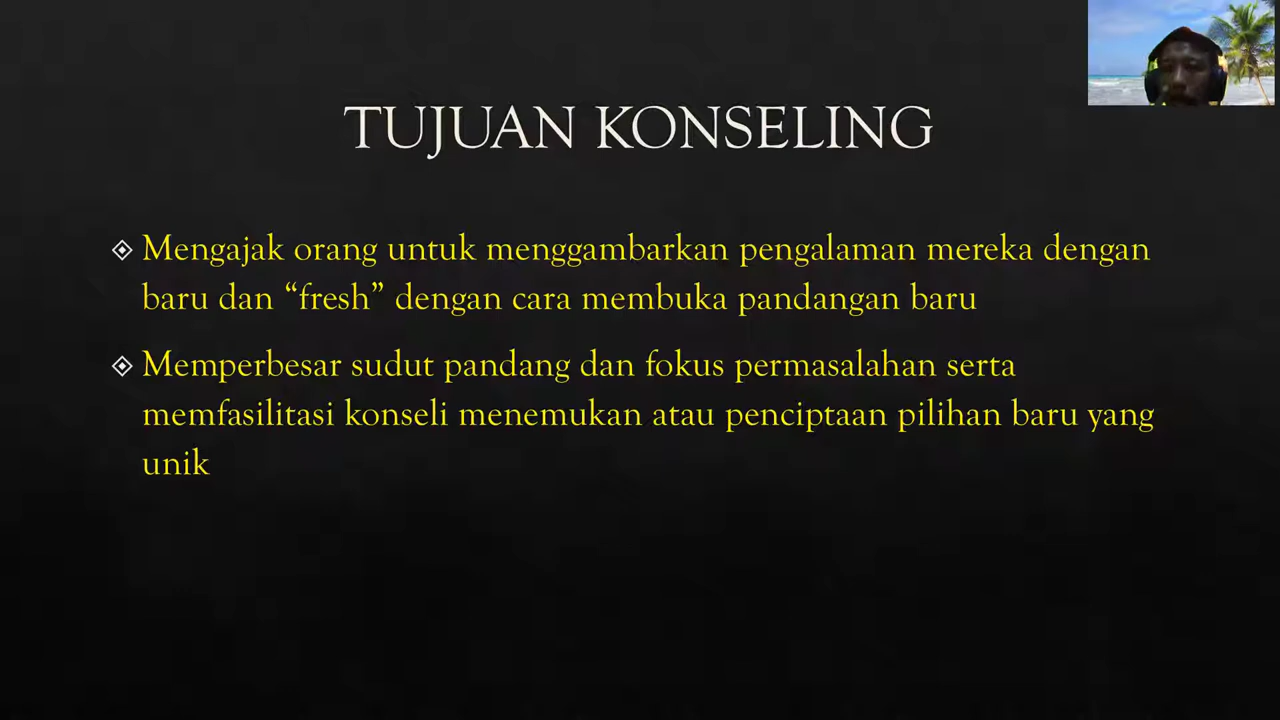 TUJUAN KONSELING
Mengajak orang untuk menggambarkan pengalaman mereka dengan
baru dan “fresh” dengan cara membuka pandangan baru
Memperbesar sudut pandang dan fokus permasalahan serta
memfasilitasi konseli menemukan atau penciptaan pilihan baru yang
unik